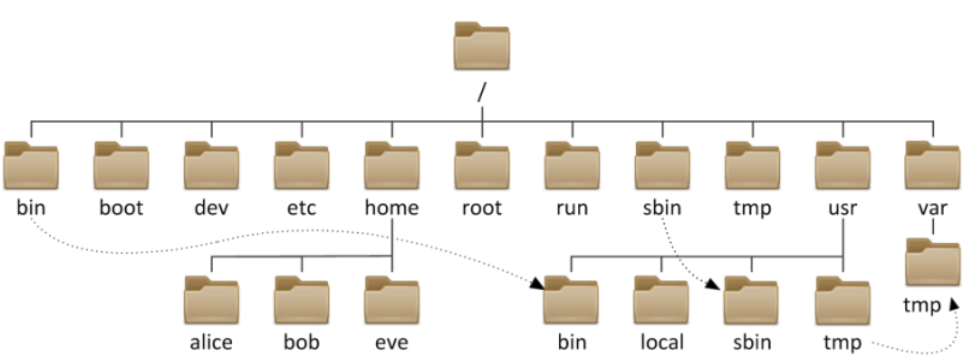 /
bin boot dev etc home root run sbin tmp usr var
tmp
alice bob eve bin local sbin tmp